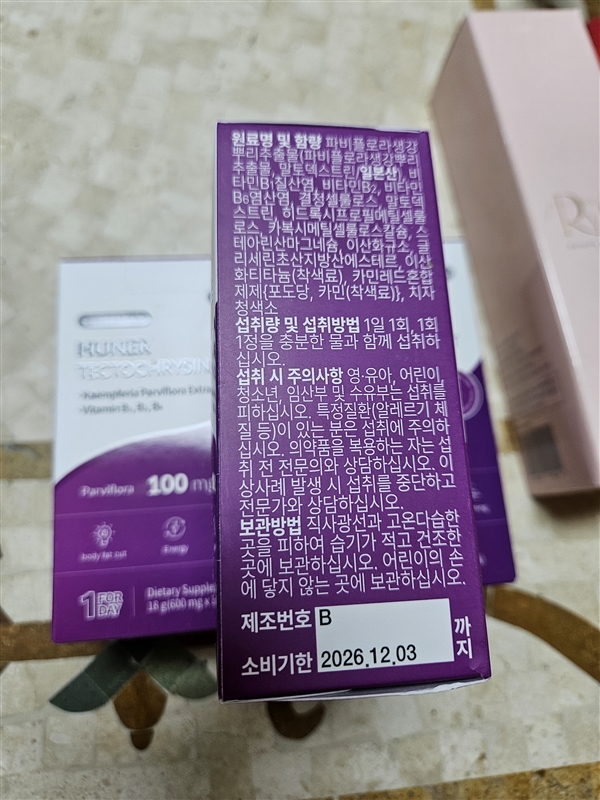 원료명 및 함량 파비플로라생강
뿌리추출물(파비플로라생강뿌리
추출물, 말토덱스트린/일본산), 비
타민B₁질산염, 비타민B₂, 비타민
B₆염산염, 결정셀룰로스, 말토덱
스트린, 히드록시프로필메틸셀룰
로스, 카복시메틸셀룰로스칼슘, 스
테아린산마그네슘, 이산화규소, 글
리세린초산지방산에스테르, 이산
화티타늄(착색료), 카민레드혼합
제제{포도당, 카민(착색료)}, 치자
청색소
섭취량 및 섭취방법 1일 1회, 1회
1정을 충분한 물과 함께 섭취하
십시오.
섭취 시 주의사항 영·유아, 어린이,
청소년, 임산부 및 수유부는 섭취를
피하십시오. 특정질환(알레르기 체
질 등)이 있는 분은 섭취에 주의하
십시오. 의약품을 복용하는 자는 섭
취 전 전문의와 상담하십시오. 이
상사례 발생 시 섭취를 중단하고
전문가와 상담하십시오.
보관방법 직사광선과 고온다습한
곳을 피하여 습기가 적고 건조한
곳에 보관하십시오. 어린이의 손
에 닿지 않는 곳에 보관하십시오.
제조번호 B
소비기한 2026.12.03 까지
HUNER
TECTOCHRYSIN
•Kaempferia Parviflora Extra
•Vitamin B₁, B₂, B₆
Parviflora 100 mg
body fat cut Energy
1 FOR DAY
Dietary Supple
18 g(600 mg x
R